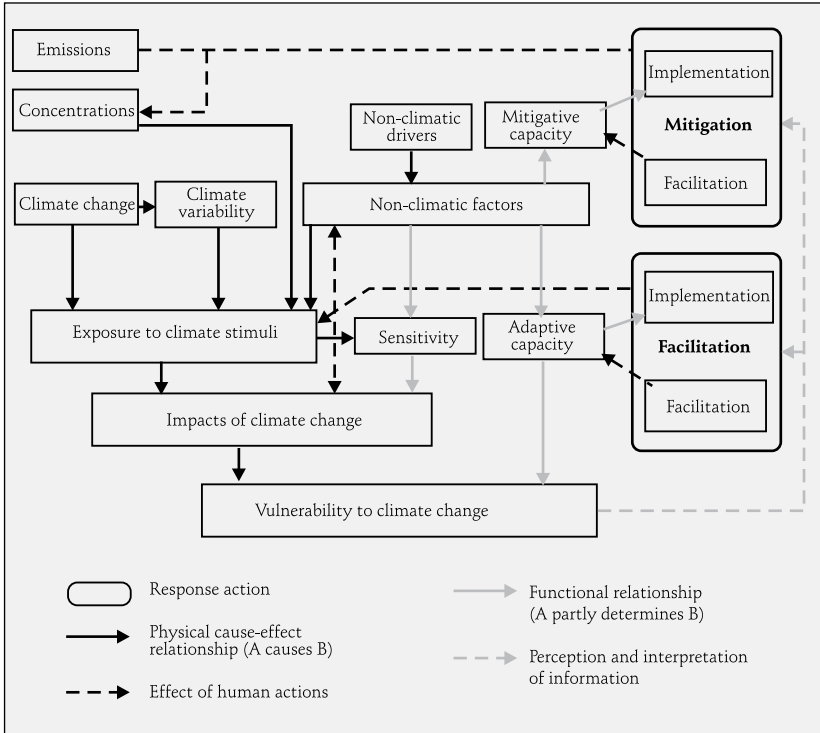 Emissions
Concentrations
Non-climatic
drivers
Mitigative
capacity
Implementation
Mitigation
Facilitation
Climate change
Climate
variability
Non-climatic factors
Exposure to climate stimuli
Sensitivity
Adaptive
capacity
Implementation
Facilitation
Facilitation
Impacts of climate change
Vulnerability to climate change
Response action
Physical cause-effect
relationship (A causes B)
Effect of human actions
Functional relationship
(A partly determines B)
Perception and interpretation
of information